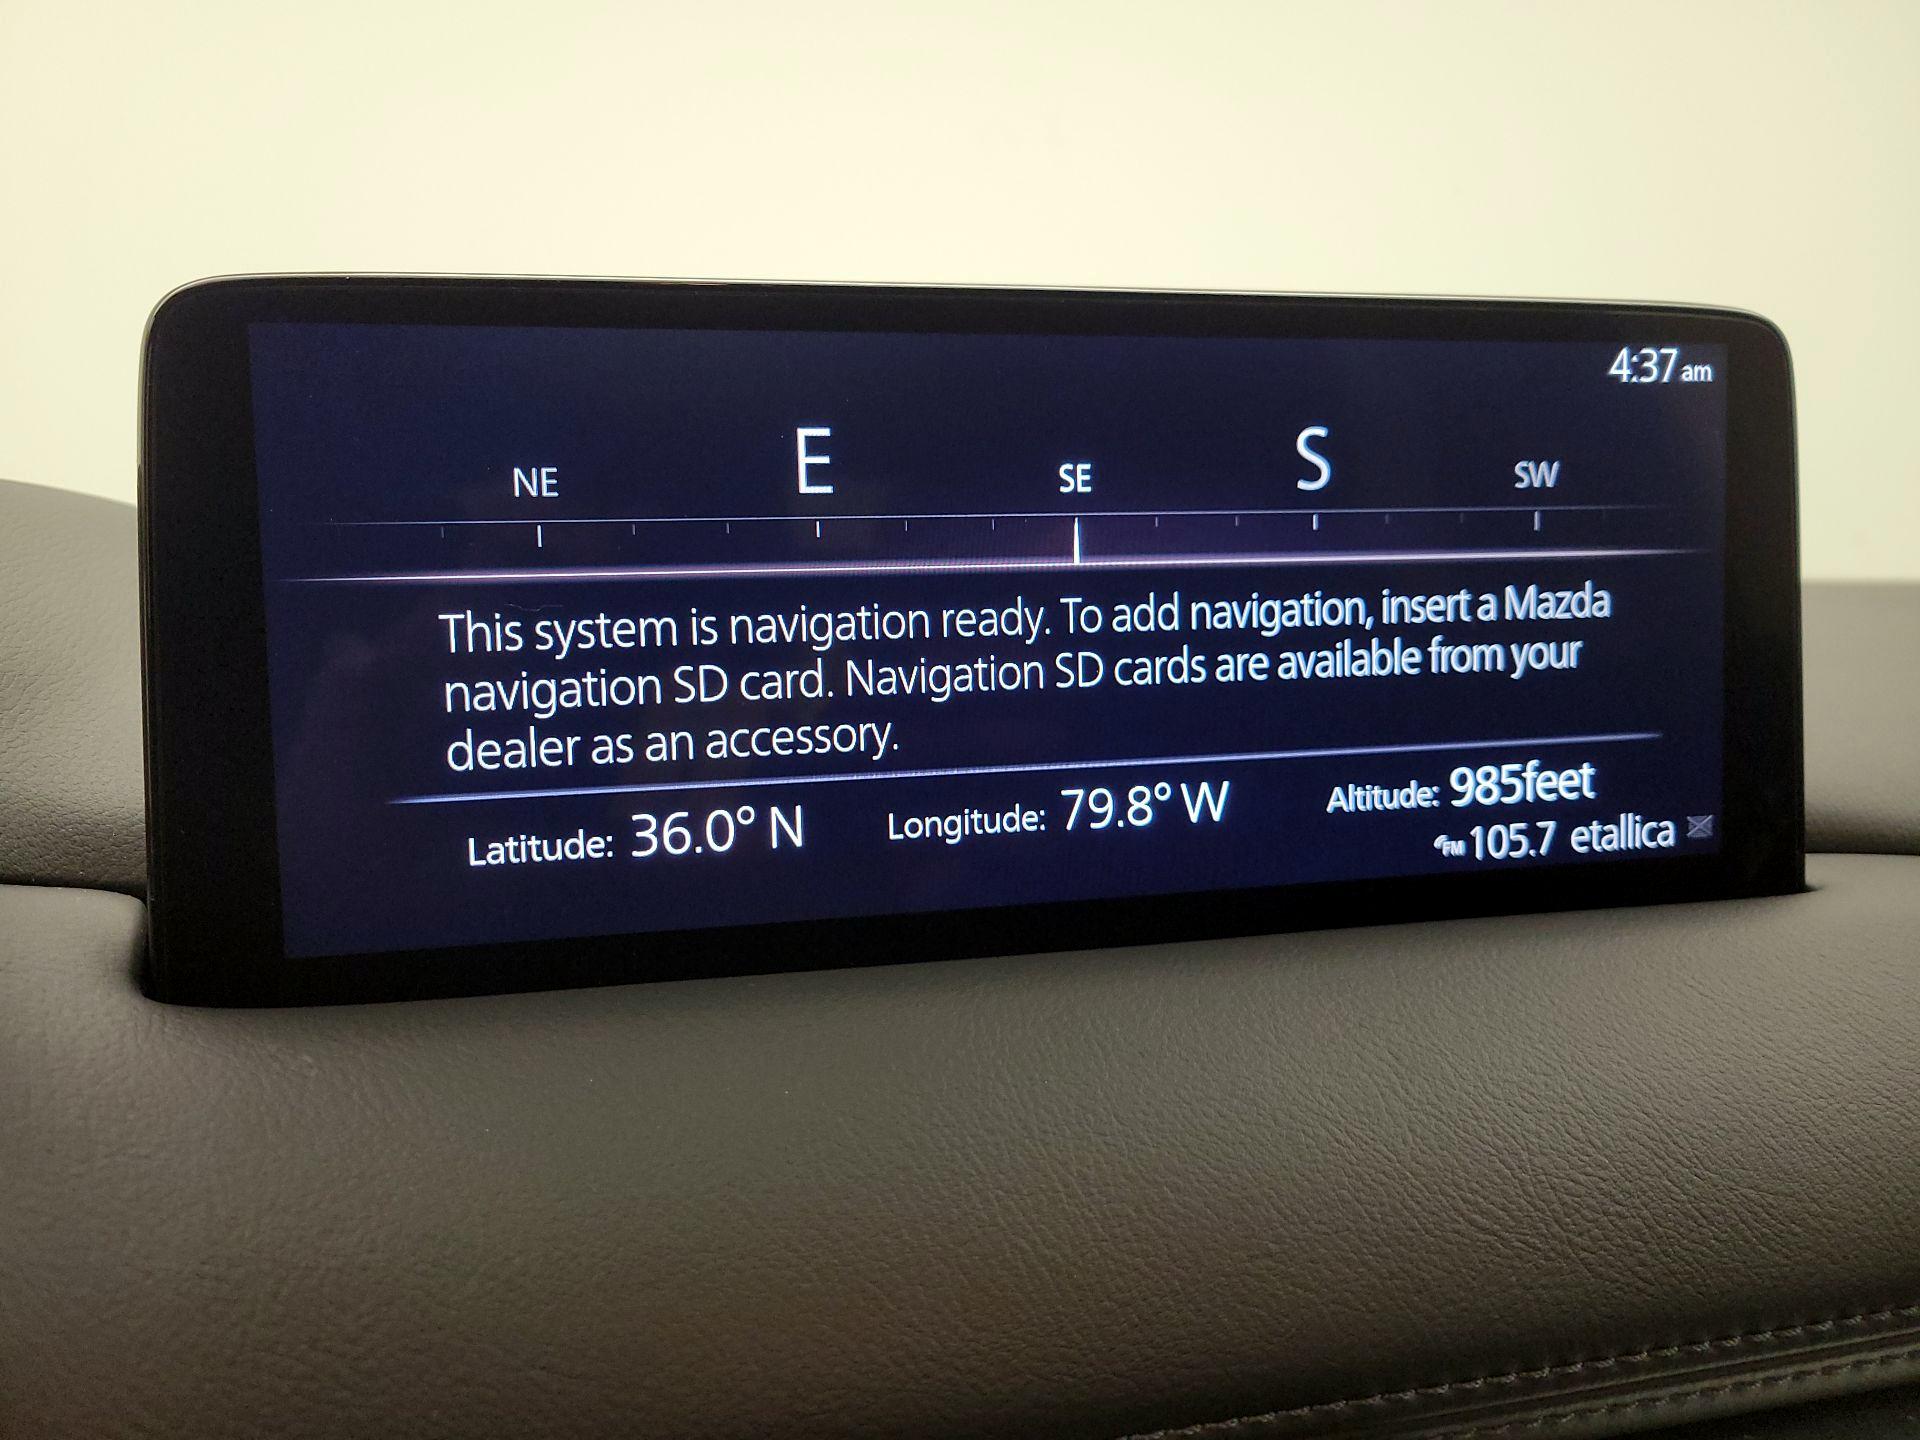 4:37 am
NE E SE S SW
This system is navigation ready. To add navigation, insert a Mazda
navigation SD card. Navigation SD cards are available from your
dealer as an accessory.
Latitude: 36.0° N Longitude: 79.8° W Altitude: 985feet
FM 105.7 etallica